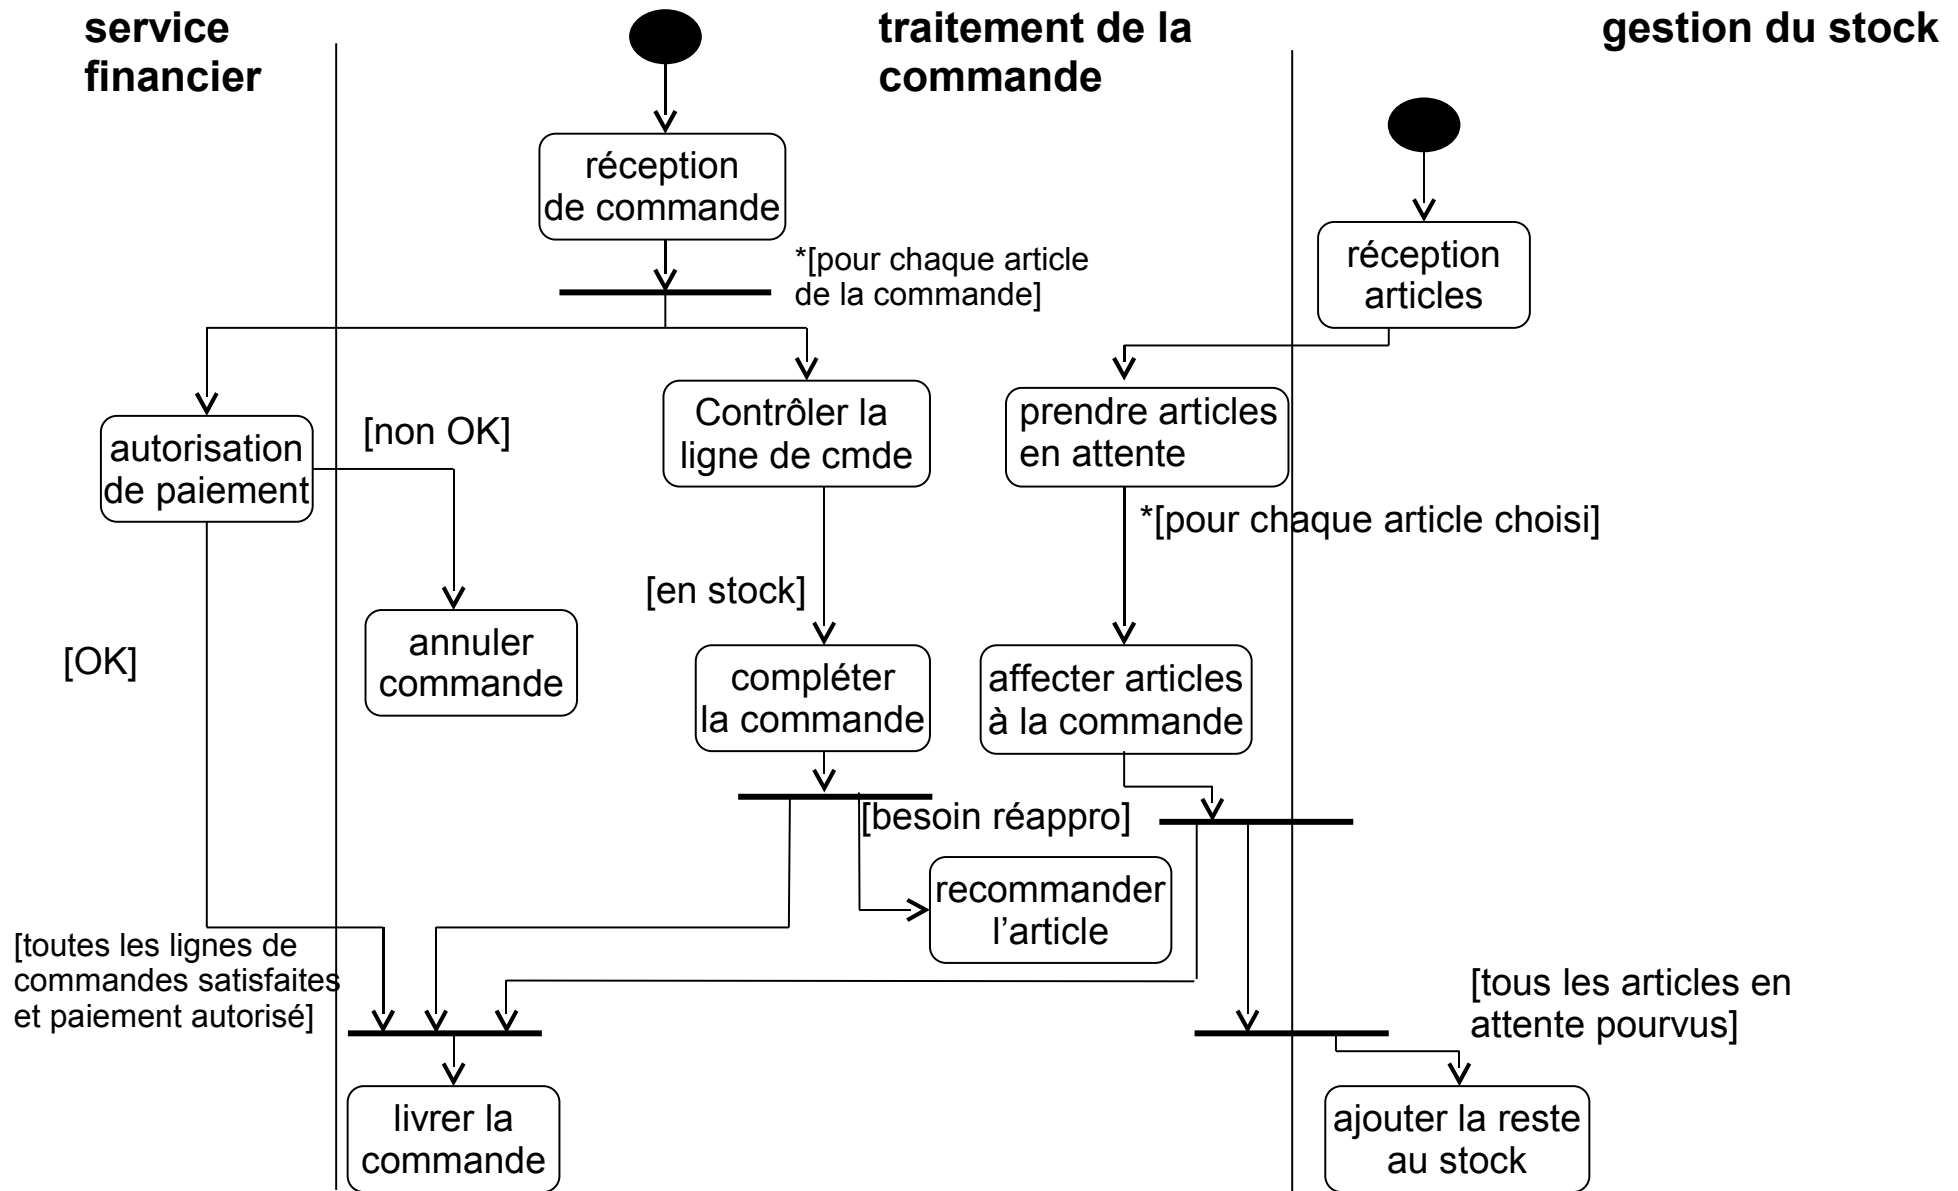 service
financier
traitement de la
commande
gestion du stock
réception
de commande
*[pour chaque article
de la commande]
réception
articles
autorisation
de paiement
[non OK]
Contrôler la
ligne de cmde
prendre articles
en attente
*[pour chaque article choisi]
[en stock]
[OK]
annuler
commande
compléter
la commande
affecter articles
à la commande
[besoin réappro]
recommander
l’article
[toutes les lignes de
commandes satisfaites
et paiement autorisé]
[tous les articles en
attente pourvus]
livrer la
commande
ajouter la reste
au stock